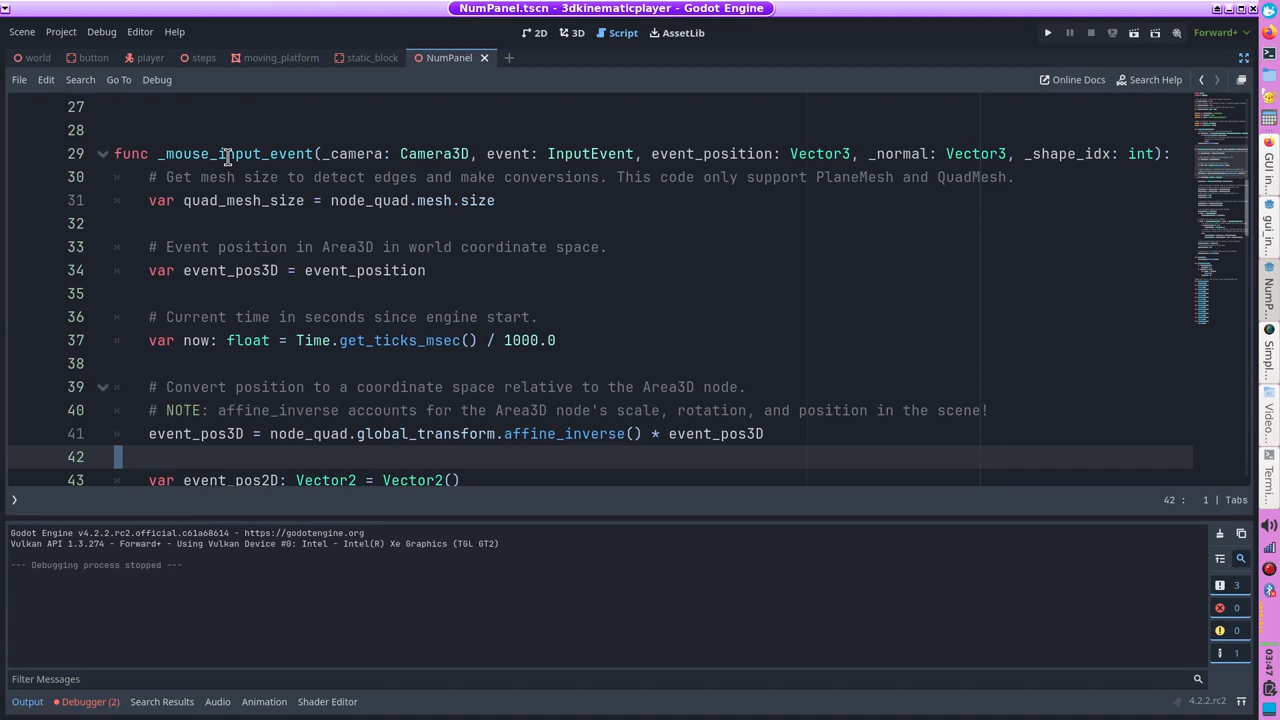 NumPanel.tscn - 3dkinematicplayer - Godot Engine
Scene Project Debug Editor Help
2D 3D Script AssetLib
Forward+
world button player steps moving_platform static_block NumPanel
File Edit Search Go To Debug
Online Docs Search Help
27
28
29 func _mouse_input_event(_camera: Camera3D, InputEvent, event_position: Vector3, _normal: Vector3, _shape_idx: int):
30 # Get mesh size to detect edges and make conversions. This code only support PlaneMesh and QuadMesh.
31 var quad_mesh_size = node_quad.mesh.size
32
33 # Event position in Area3D in world coordinate space.
34 var event_pos3D = event_position
35
36 # Current time in seconds since engine start.
37 var now: float = Time.get_ticks_msec() / 1000.0
38
39 # Convert position to a coordinate space relative to the Area3D node.
40 # NOTE: affine_inverse accounts for the Area3D node's scale, rotation, and position in the scene!
41 event_pos3D = node_quad.global_transform.affine_inverse() * event_pos3D
42
43 var event_pos2D: Vector2 = Vector2()
42 : 1 | Tabs
Godot Engine v4.2.2.rc2.official.c61a68614 - https://godotengine.org
Vulkan API 1.3.274 - Forward+ - Using Vulkan Device #0: Intel - Intel(R) Xe Graphics (TGL GT2)
--- Debugging process stopped ---
3
0
0
1
Filter Messages
Output Debugger (2) Search Results Audio Animation Shader Editor
4.2.2.rc2
GUI in
gui_in
NumP
Simpl
Video
Termi
03:47